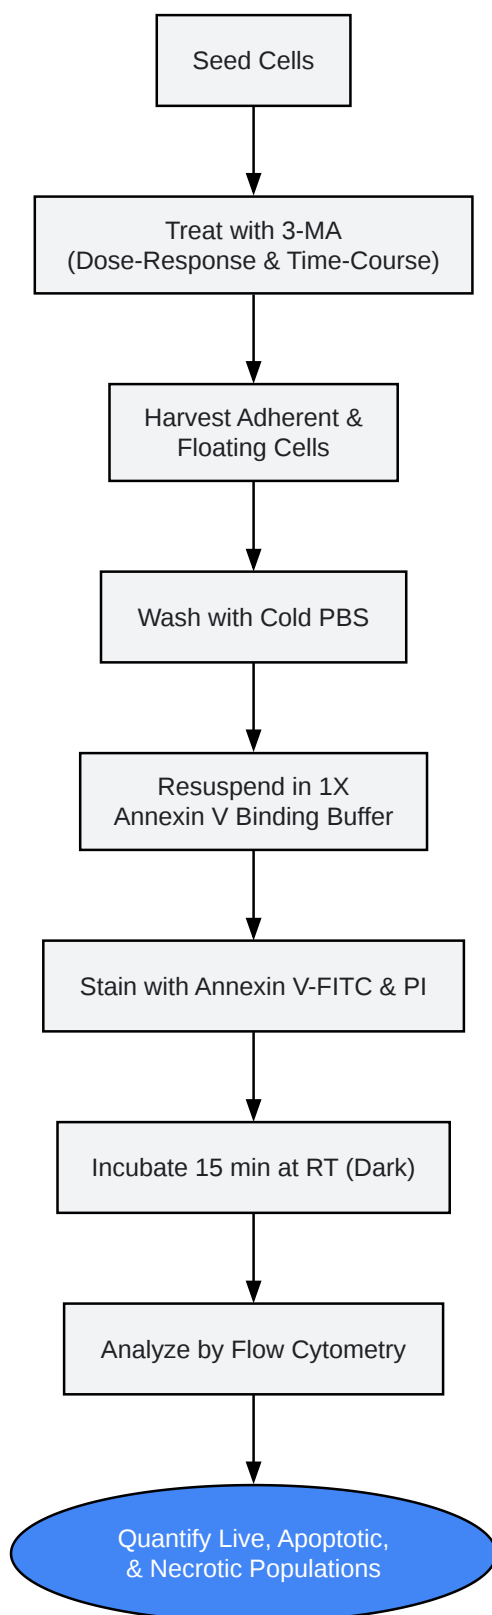 Seed Cells
Treat with 3-MA
(Dose-Response & Time-Course)
Harvest Adherent &
Floating Cells
Wash with Cold PBS
Resuspend in 1X
Annexin V Binding Buffer
Stain with Annexin V-FITC & PI
Incubate 15 min at RT (Dark)
Analyze by Flow Cytometry
Quantify Live, Apoptotic,
& Necrotic Populations